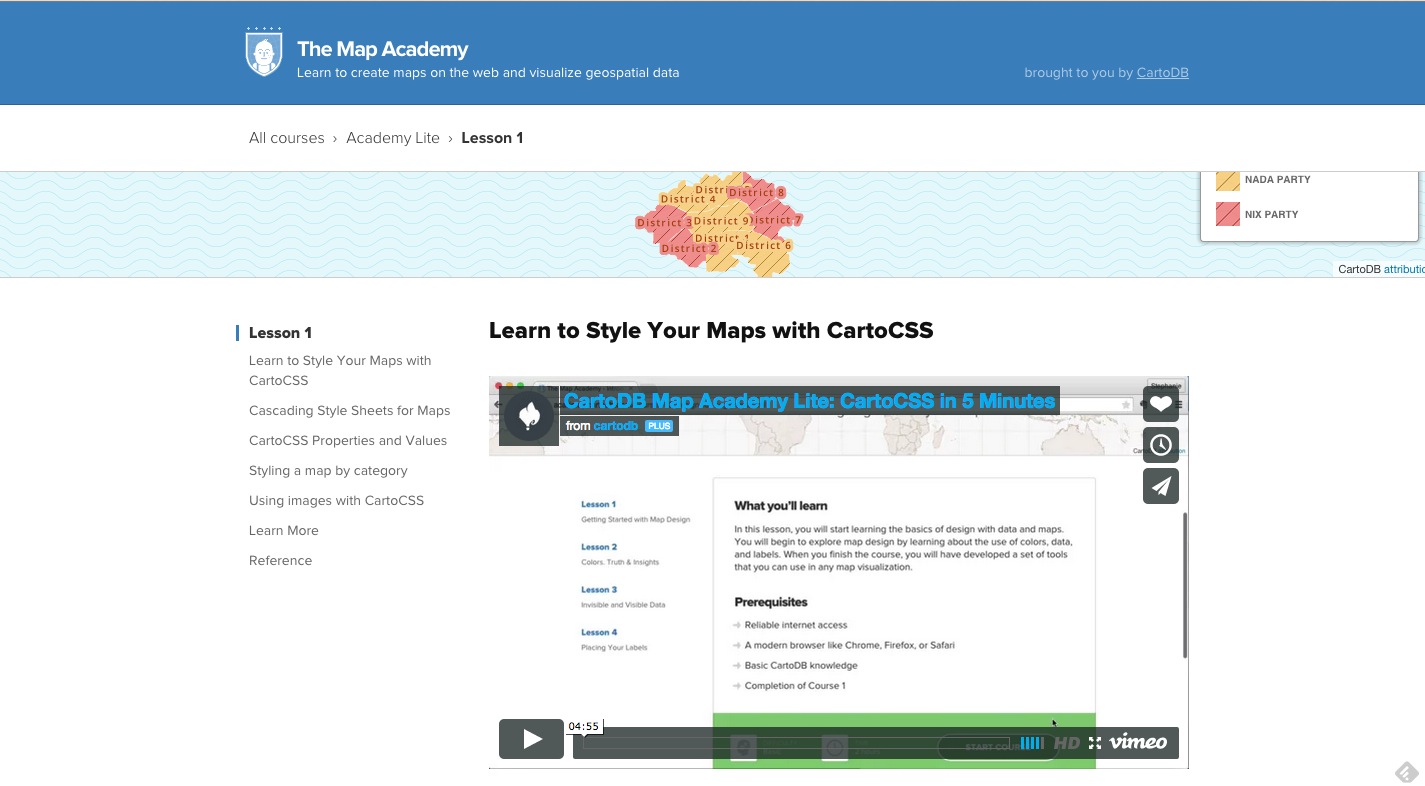 The Map Academy
Learn to create maps on the web and visualize geospatial data
brought to you by CartoDB
All courses › Academy Lite › Lesson 1
NADA PARTY
NIX PARTY
District 8
District 4
District 3
District 9
District 7
District 1
District 6
District 2
CartoDB attributio
Lesson 1
Learn to Style Your Maps with
CartoCSS
Cascading Style Sheets for Maps
CartoCSS Properties and Values
Styling a map by category
Using images with CartoCSS
Learn More
Reference
Learn to Style Your Maps with CartoCSS
Stephanie
CartoDB Map Academy Lite: CartoCSS in 5 Minutes
from cartodb PLUS
Lesson 1
Getting Started with Map Design
Lesson 2
Colors, Truth & Insights
Lesson 3
Invisible and Visible Data
Lesson 4
Placing Your Labels
What you'll learn
In this lesson, you will start learning the basics of design with data and maps.
You will begin to explore map design by learning about the use of colors, data,
and labels. When you finish the course, you will have developed a set of tools
that you can use in any map visualization.
Prerequisites
Reliable internet access
A modern browser like Chrome, Firefox, or Safari
Basic CartoDB knowledge
Completion of Course 1
04:55
HD
vimeo